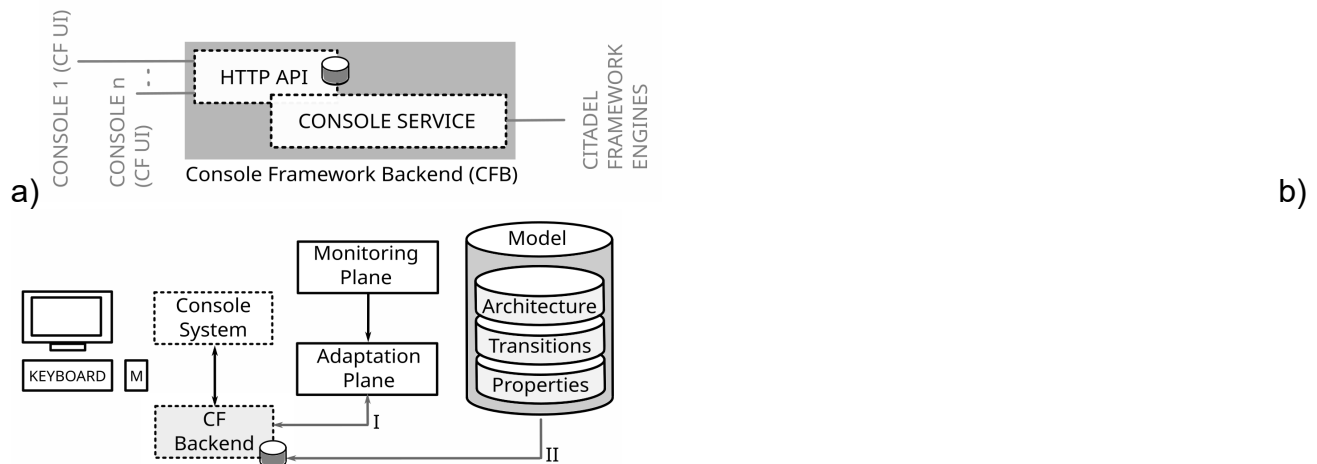 CONSOLE 1 (CF UI)
CONSOLE n
(CF UI)
HTTP API
CONSOLE SERVICE
CITADEL
FRAMEWORK
ENGINES
Console Framework Backend (CFB)
a)
b)
Model
Monitoring
Plane
Console
System
Architecture
Transitions
Properties
Adaptation
Plane
KEYBOARD
M
CF
Backend
I
II